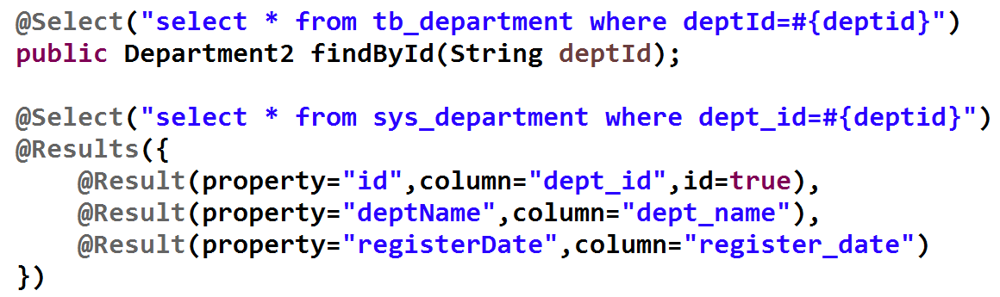 @Select("select * from tb_department where deptId=#{deptid}")
public Department2 findById(String deptId);
@Select("select * from sys_department where dept_id=#{deptid}")
@Results({
@Result(property="id",column="dept_id",id=true),
@Result(property="deptName",column="dept_name"),
@Result(property="registerDate",column="register_date")
})